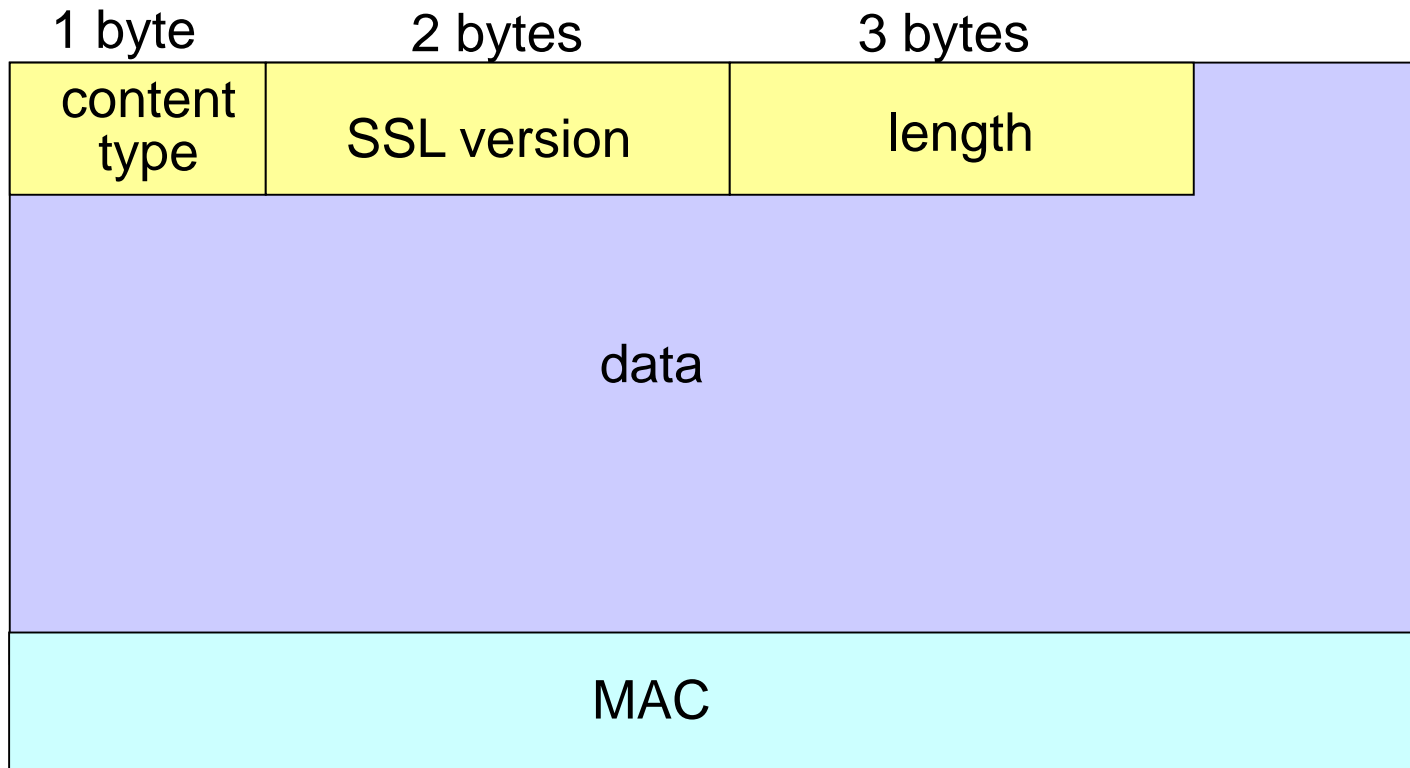 1 byte 2 bytes 3 bytes
content
type
SSL version
length
data
MAC